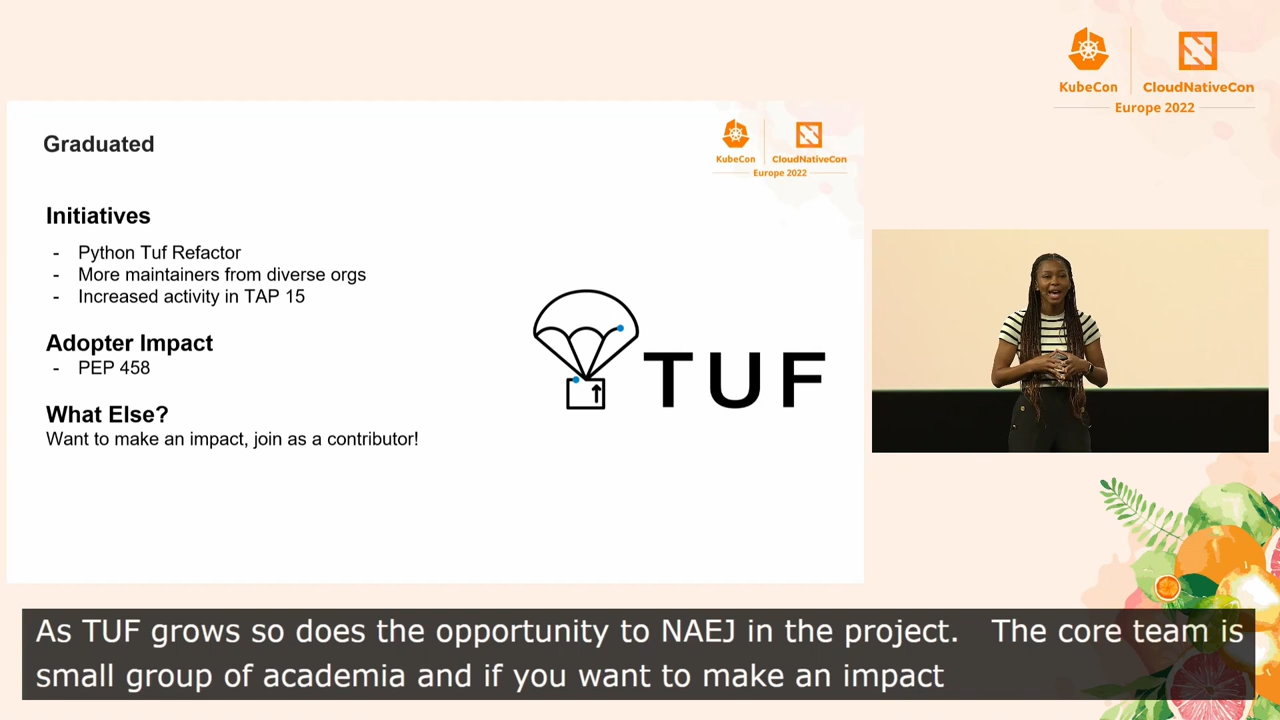 KubeCon
CloudNativeCon
Europe 2022
Graduated
KubeCon
CloudNativeCon
Europe 2022
Initiatives
- Python Tuf Refactor
- More maintainers from diverse orgs
- Increased activity in TAP 15
Adopter Impact
- PEP 458
What Else?
Want to make an impact, join as a contributor!
TUF
As TUF grows so does the opportunity to NAEJ in the project. The core team is
small group of academia and if you want to make an impact